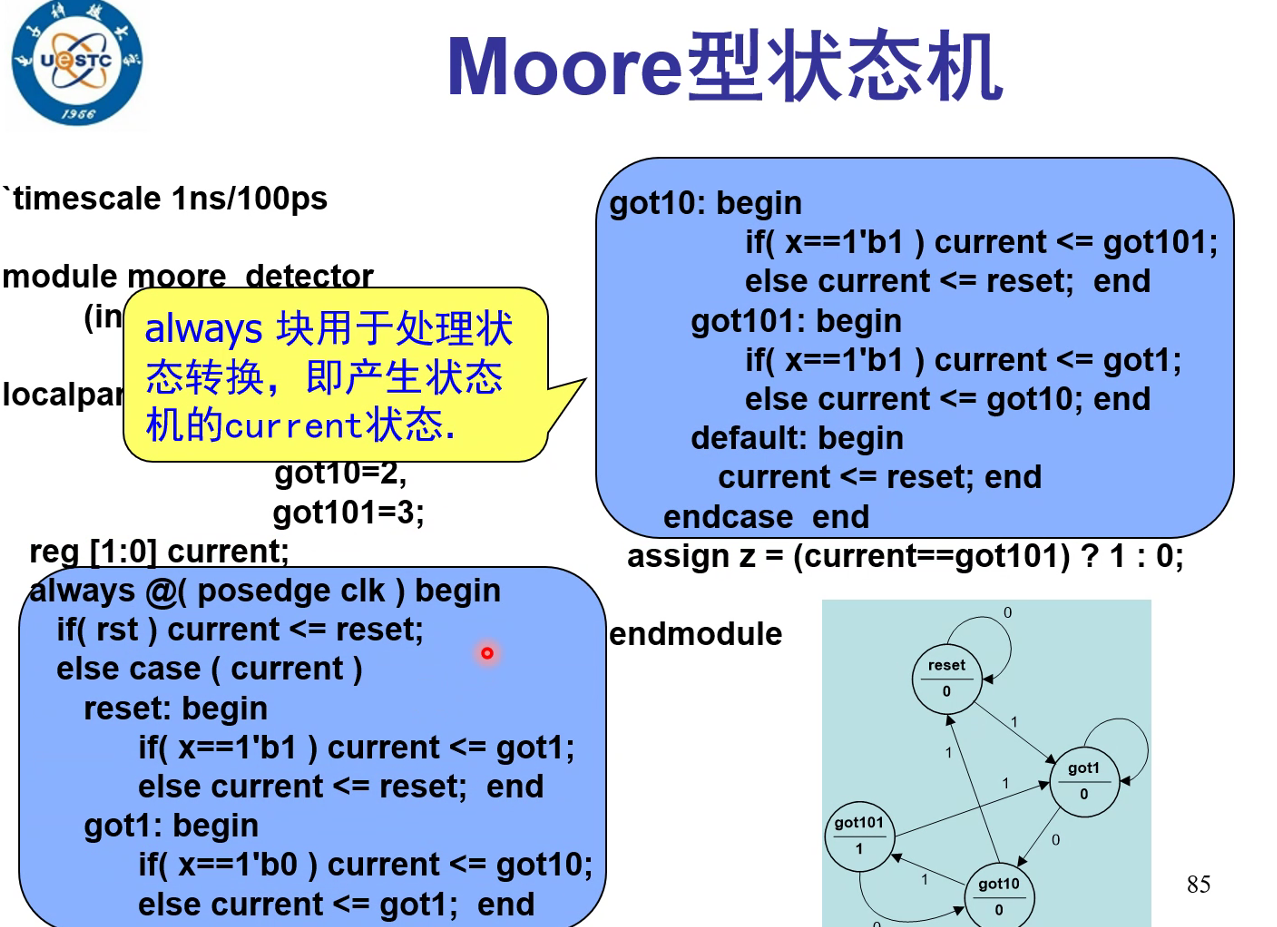 UESTC
1956
Moore型状态机
`timescale 1ns/100ps
module moore_detector
(in
localpar
always 块用于处理状
态转换，即产生状态
机的current状态.
got10=2,
got101=3;
reg [1:0] current;
always @( posedge clk ) begin
if( rst ) current <= reset;
else case ( current )
reset: begin
if( x==1'b1 ) current <= got1;
else current <= reset; end
got1: begin
if( x==1'b0 ) current <= got10;
else current <= got1; end
got10: begin
if( x==1'b1 ) current <= got101;
else current <= reset; end
got101: begin
if( x==1'b1 ) current <= got1;
else current <= got10; end
default: begin
current <= reset; end
endcase end
assign z = (current==got101) ? 1 : 0;
endmodule
0
reset
0
1
1
got1
0
1
got101
1
0
1
got10
0
0
85